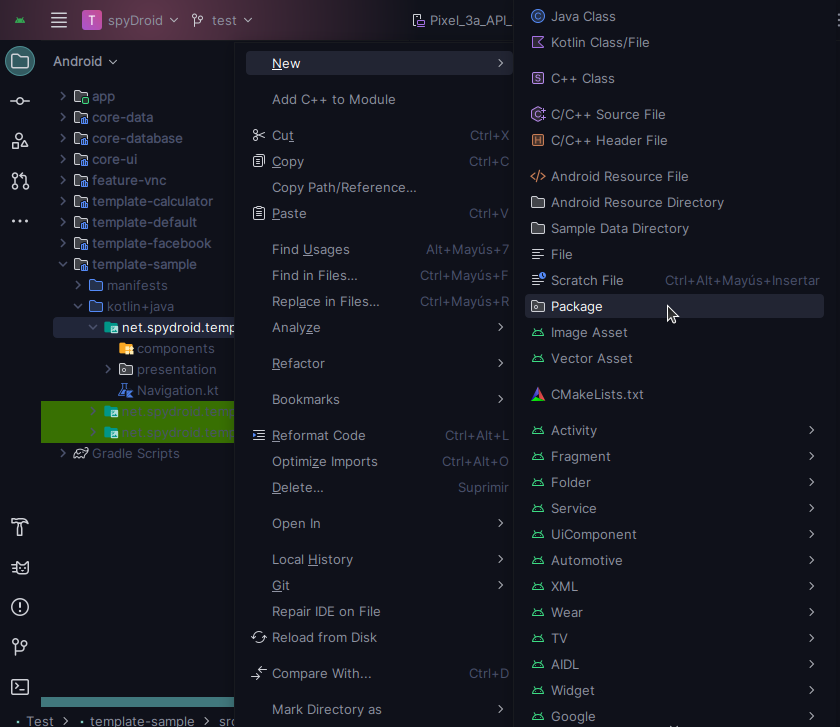 T spyDroid test Pixel_3a_API_
Android
app
core-data
core-database
core-ui
feature-vnc
template-calculator
template-default
template-facebook
template-sample
manifests
kotlin+java
net.spydroid.temp
components
presentation
Navigation.kt
Gradle Scripts
Test > template-sample >
New
Add C++ to Module
Cut Ctrl+X
Copy Ctrl+C
Copy Path/Reference...
Paste Ctrl+V
Find Usages Alt+Mayús+7
Find in Files... Ctrl+Mayús+F
Replace in Files... Ctrl+Mayús+R
Analyze
Refactor
Bookmarks
Reformat Code Ctrl+Alt+L
Optimize Imports Ctrl+Alt+O
Delete... Suprimir
Open In
Local History
Git
Repair IDE on File
Reload from Disk
Compare With... Ctrl+D
Mark Directory as
Java Class
Kotlin Class/File
C++ Class
C/C++ Source File
C/C++ Header File
Android Resource File
Android Resource Directory
Sample Data Directory
File
Scratch File Ctrl+Alt+Mayús+Insertar
Package
Image Asset
Vector Asset
CMakeLists.txt
Activity
Fragment
Folder
Service
UiComponent
Automotive
XML
Wear
TV
AIDL
Widget
Google